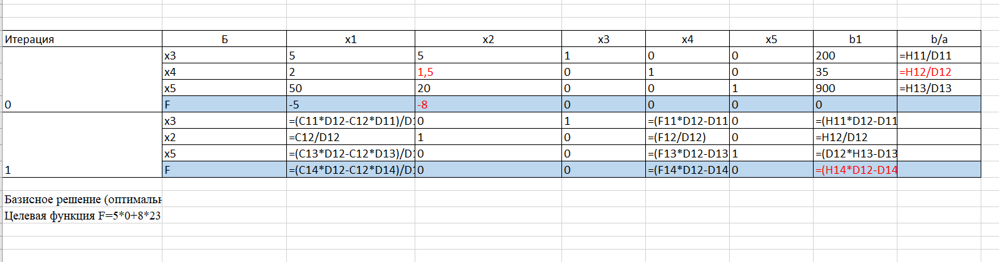 Итерация Б x1 x2 x3 x4 x5 b1 b/a
x3 5 5 1 0 0 200 =H11/D11
x4 2 1,5 0 1 0 35 =H12/D12
x5 50 20 0 0 1 900 =H13/D13
0 F -5 -8 0 0 0 0
x3 =(C11*D12-C12*D11)/D1 0 1 =(F11*D12-D11 0 =(H11*D12-D11
x2 =C12/D12 1 0 =(F12/D12) 0 =H12/D12
x5 =(C13*D12-C12*D13)/D1 0 0 =(F13*D12-D13 1 =(D12*H13-D13
1 F =(C14*D12-C12*D14)/D1 0 0 =(F14*D12-D14 0 =(H14*D12-D14
Базисное решение (оптимальн
Целевая функция F=5*0+8*23